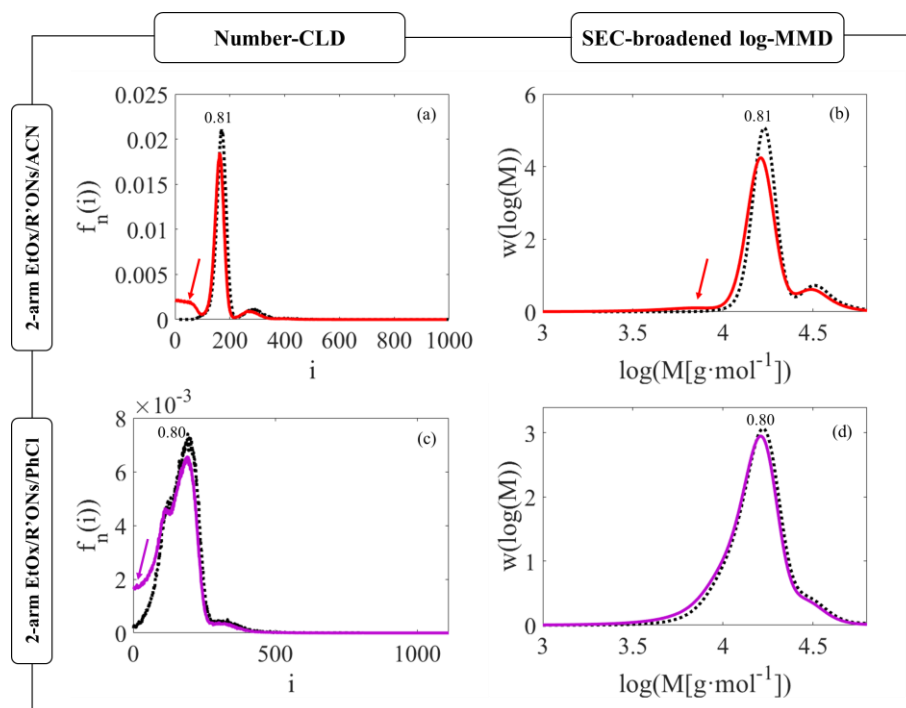 Number-CLD
SEC-broadened log-MMD
2-arm EtOx/R'ONs/ACN
(a)
0.81
0.025
0.02
0.015
0.01
0.005
0
f_n(i)
0 200 400 600 800 1000
i
(b)
0.81
6
4
2
0
w(log(M))
3 3.5 4 4.5
log(M[g·mol^-1])
2-arm EtOx/R'ONs/PhCl
×10^-3
(c)
0.80
8
6
4
2
0
f_n(i)
0 500 1000
i
(d)
0.80
3
2
1
0
w(log(M))
3 3.5 4 4.5
log(M[g·mol^-1])